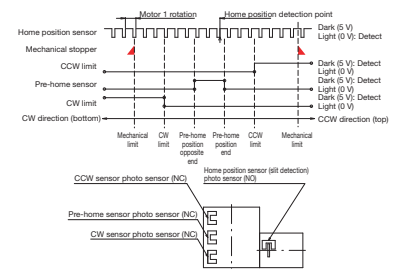 Motor 1 rotation
Home position detection point
Home position sensor
Dark (5 V)
Light (0 V): Detect
Mechanical stopper
CCW limit
Dark (5 V): Detect
Light (0 V)
Pre-home sensor
Dark (5 V): Detect
Light (0 V)
CW limit
Dark (5 V): Detect
Light (0 V)
CW direction (bottom)
CCW direction (top)
Mechanical limit
CW limit
Pre-home position opposite end
Pre-home position end
CCW limit
Mechanical limit
Home position sensor (slit detection) photo sensor (NO)
CCW sensor photo sensor (NC)
Pre-home sensor photo sensor (NC)
CW sensor photo sensor (NC)